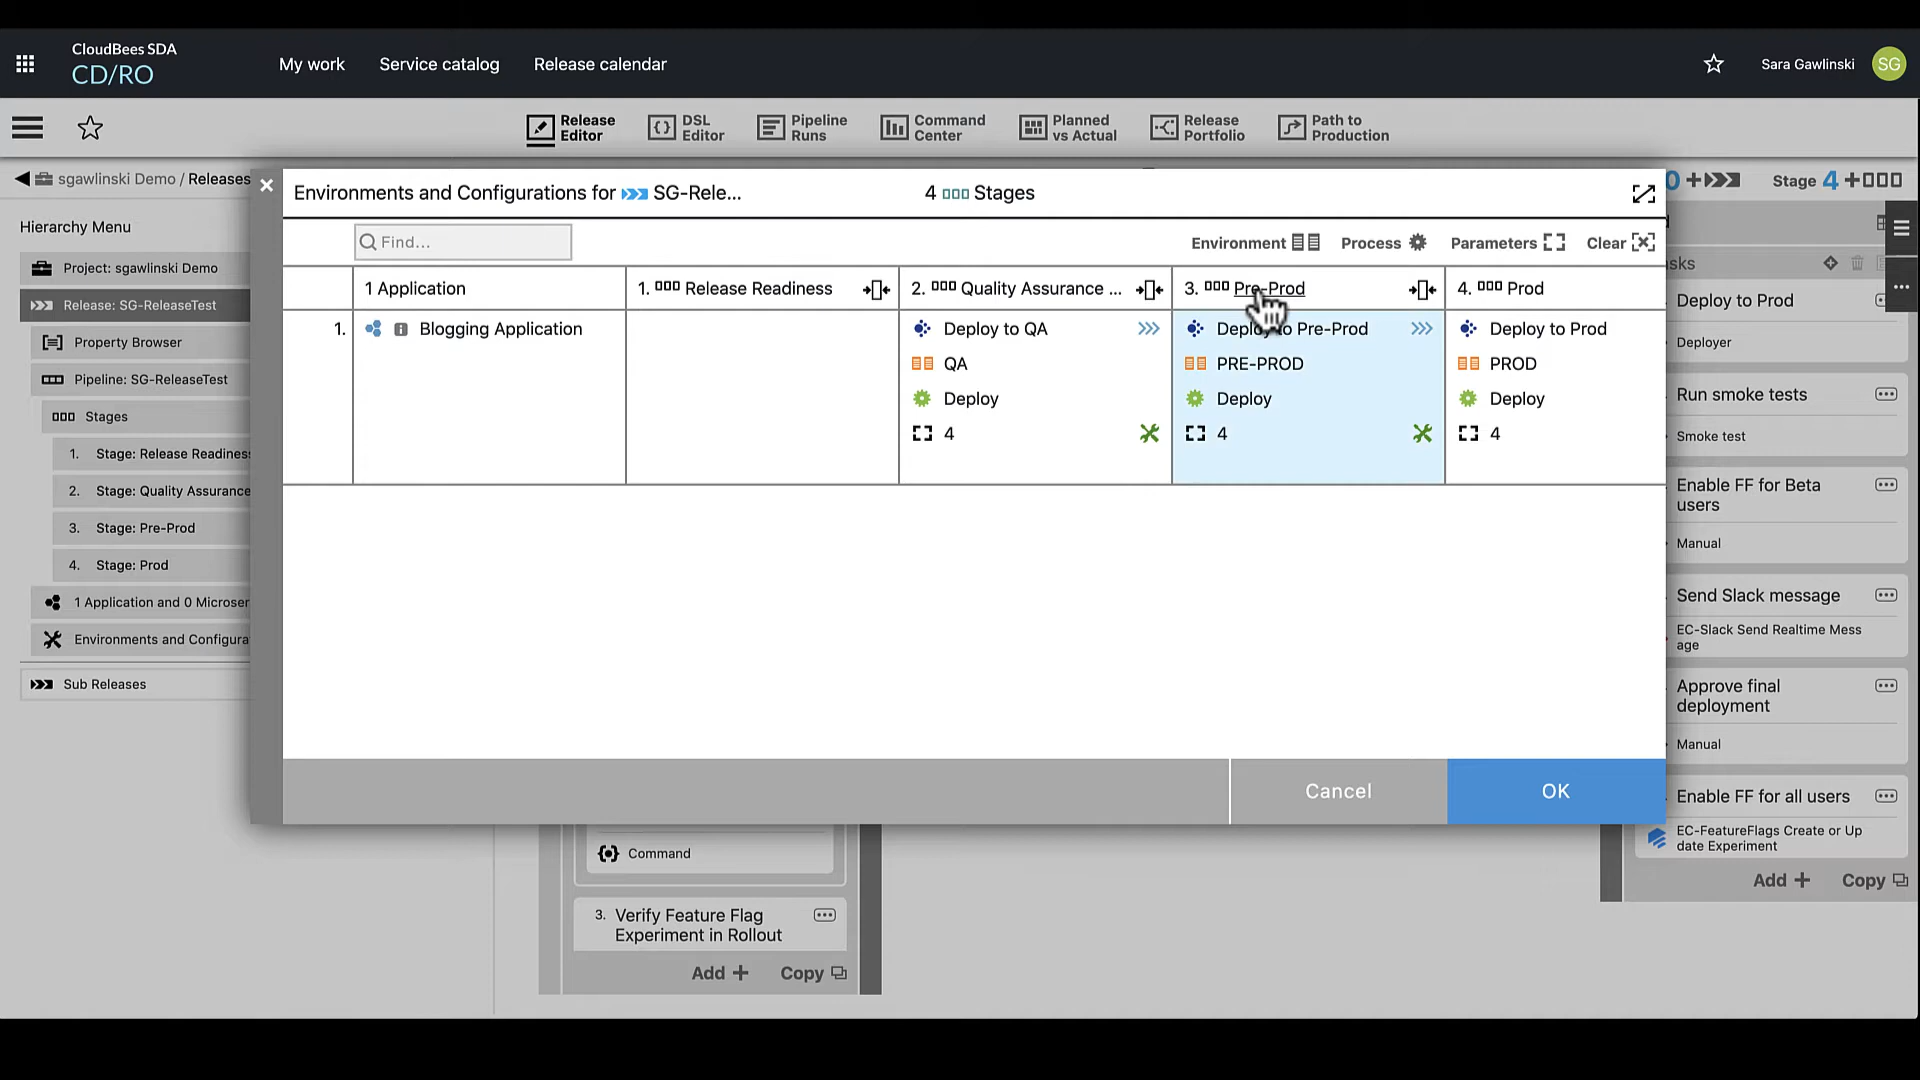 CloudBees SDA
CD/RO
My work
Service catalog
Release calendar
Sara Gawlinski
SG
Release Editor
DSL Editor
Pipeline Runs
Command Center
Planned vs Actual
Release Portfolio
Path to Production
sgawlinski Demo / Releases
Stage 4
Hierarchy Menu
Project: sgawlinski Demo
Release: SG-ReleaseTest
Property Browser
Pipeline: SG-ReleaseTest
Stages
1. Stage: Release Readines
2. Stage: Quality Assurance
3. Stage: Pre-Prod
4. Stage: Prod
1 Application and 0 Microser
Environments and Configura
Sub Releases
Environments and Configurations for SG-Rele...
4 Stages
Find...
Environment
Process
Parameters
Clear
1 Application
1. Release Readiness
2. Quality Assurance ...
3. Pre-Prod
4. Prod
1. Blogging Application
Deploy to QA
QA
Deploy
4
Deploy to Pre-Prod
PRE-PROD
Deploy
4
Deploy to Prod
PROD
Deploy
4
Cancel
OK
Command
3. Verify Feature Flag
Experiment in Rollout
Add +
Copy
sks
Deploy to Prod
Deployer
Run smoke tests
Smoke test
Enable FF for Beta
users
Manual
Send Slack message
EC-Slack Send Realtime Mess
age
Approve final
deployment
Manual
Enable FF for all users
EC-FeatureFlags Create or Up
date Experiment
Add +
Copy